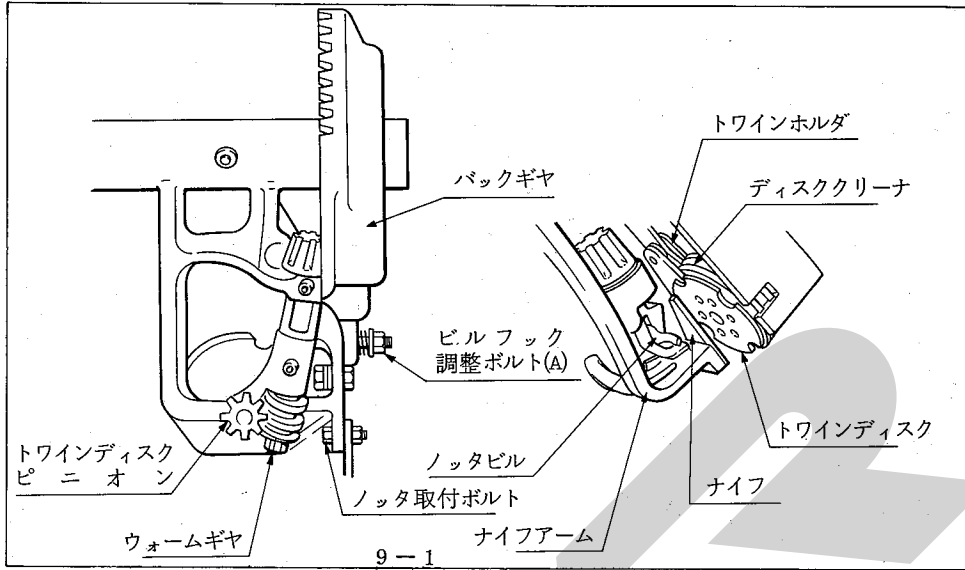 トワインホルダ
ディスククリーナ
バックギヤ
ビルフック
調整ボルト(A)
トワインディスク
ピニオン
ノッタビル
ノッタ取付ボルト
ウォームギヤ
ナイフアーム
ナイフ
トワインディスク
9－1